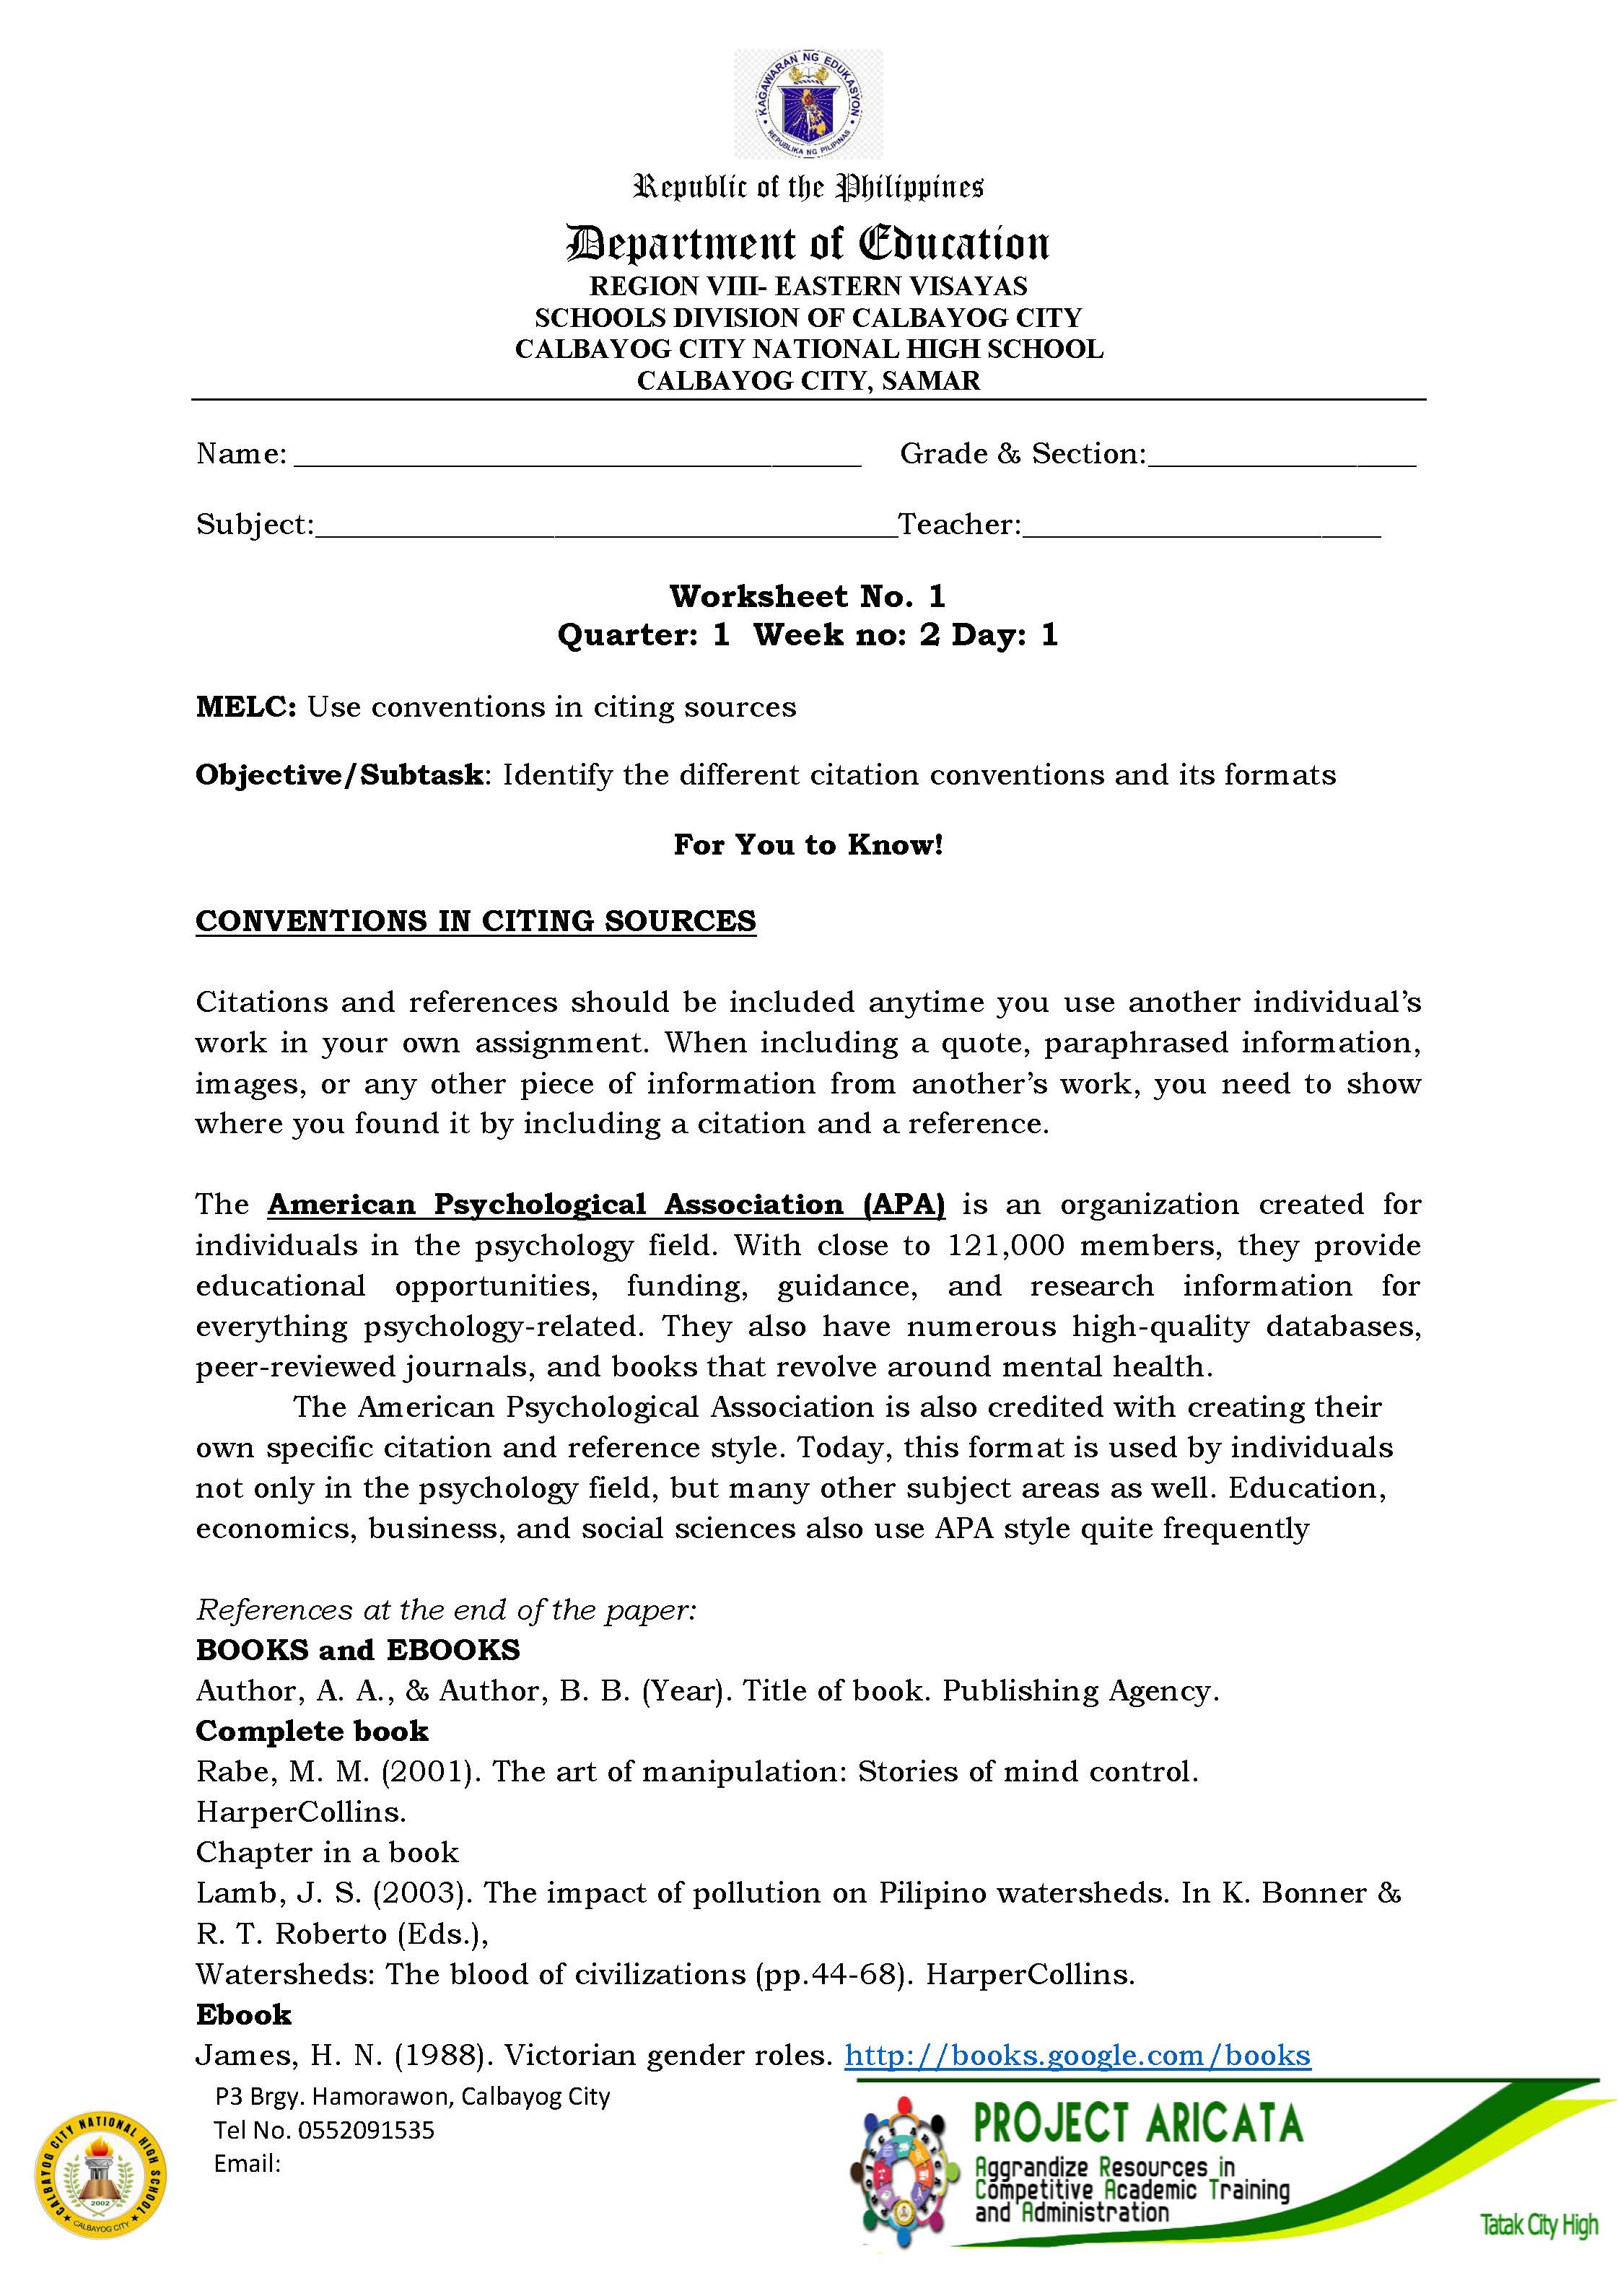 KAGAWARAN NG EDUKASYON
REPUBLIKA NG PILIPINAS
Republic of the Philippines
Department of Education
REGION VIII- EASTERN VISAYAS
SCHOOLS DIVISION OF CALBAYOG CITY
CALBAYOG CITY NATIONAL HIGH SCHOOL
CALBAYOG CITY, SAMAR
Name: ______________________________________ Grade & Section:__________________
Subject:_______________________________________Teacher:________________________
Worksheet No. 1
Quarter: 1 Week no: 2 Day: 1
MELC: Use conventions in citing sources
Objective/Subtask: Identify the different citation conventions and its formats
For You to Know!
CONVENTIONS IN CITING SOURCES
Citations and references should be included anytime you use another individual's
work in your own assignment. When including a quote, paraphrased information,
images, or any other piece of information from another's work, you need to show
where you found it by including a citation and a reference.
The American Psychological Association (APA) is an organization created for
individuals in the psychology field. With close to 121,000 members, they provide
educational opportunities, funding, guidance, and research information for
everything psychology-related. They also have numerous high-quality databases,
peer-reviewed journals, and books that revolve around mental health.
The American Psychological Association is also credited with creating their
own specific citation and reference style. Today, this format is used by individuals
not only in the psychology field, but many other subject areas as well. Education,
economics, business, and social sciences also use APA style quite frequently
References at the end of the paper:
BOOKS and EBOOKS
Author, A. A., & Author, B. B. (Year). Title of book. Publishing Agency.
Complete book
Rabe, M. M. (2001). The art of manipulation: Stories of mind control.
HarperCollins.
Chapter in a book
Lamb, J. S. (2003). The impact of pollution on Pilipino watersheds. In K. Bonner &
R. T. Roberto (Eds.),
Watersheds: The blood of civilizations (pp.44-68). HarperCollins.
Ebook
James, H. N. (1988). Victorian gender roles. http://books.google.com/books
P3 Brgy. Hamorawon, Calbayog City
Tel No. 0552091535
Email:
CALBAYOG CITY NATIONAL HIGH SCHOOL
2002
CALBAYOG CITY
PROJECT ARICATA
Aggrandize Resources in
Competitive Academic Training
and Administration
Tatak City High